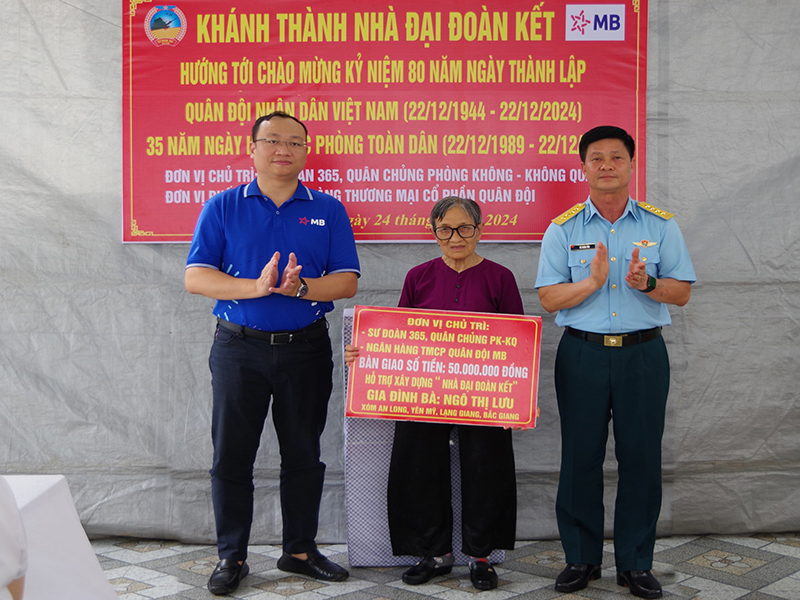 KHÁNH THÀNH NHÀ ĐẠI ĐOÀN KẾT
MB
HƯỚNG TỚI CHÀO MỪNG KỶ NIỆM 80 NĂM NGÀY THÀNH LẬP
QUÂN ĐỘI NHÂN DÂN VIỆT NAM (22/12/1944 - 22/12/2024)
35 NĂM NGÀY PHÒNG TOÀN DÂN (22/12/1989 - 22/12/
ĐƠN VỊ CHỦ TRÌ: 365, QUÂN CHỦNG PHÒNG KHÔNG - KHÔNG
ĐƠN VỊ THƯƠNG MẠI CỔ PHẦN QUÂN ĐỘI
24 2024
MB
ĐƠN VỊ CHỦ TRÌ:
- SƯ ĐOÀN 365, QUÂN CHỦNG PK-KQ
- NGÂN HÀNG TMCP QUÂN ĐỘI MB
BÀN GIAO SỐ TIỀN: 50.000.000 ĐỒNG
HỖ TRỢ XÂY DỰNG " NHÀ ĐẠI ĐOÀN KẾT"
GIA ĐÌNH BÀ: NGÔ THỊ LƯU
XÓM AN LONG, YÊN MỸ, LẠNG GIANG, BẮC GIANG